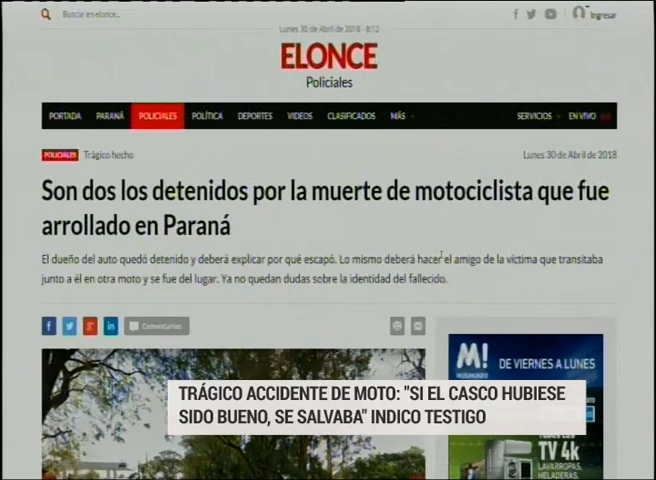 Buscar en elonce..
Ingresar
Lunes 30 de Abril de 2018 - 8:12
ELONCE
Policiales
PORTADA PARANÁ POLICIALES POLÍTICA DEPORTES VIDEOS CLASIFICADOS MÁS SERVICIOS EN VIVO
POLICIALES Trágico hecho Lunes 30 de Abril de 2018
Son dos los detenidos por la muerte de motociclista que fue
arrollado en Paraná
El dueño del auto quedó detenido y deberá explicar por qué escapó. Lo mismo deberá hacer el amigo de la víctima que transitaba
junto a él en otra moto y se fue del lugar. Ya no quedan dudas sobre la identidad del fallecido.
Comentarios
M! DE VIERNES A LUNES
MUSIMUNDO
TRÁGICO ACCIDENTE DE MOTO: "SI EL CASCO HUBIESE
SIDO BUENO, SE SALVABA" INDICO TESTIGO
TV 4k
LAVARROPAS,
HELADERAS,